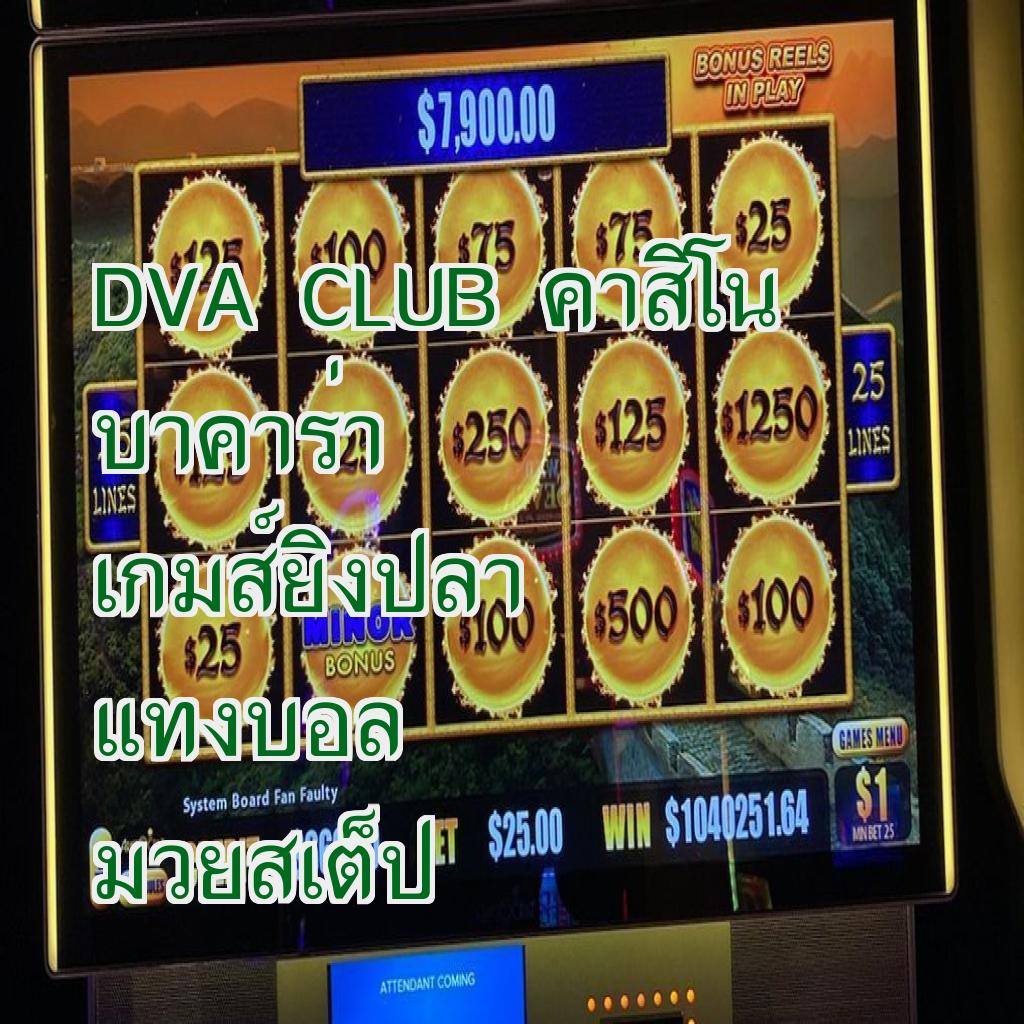 BONUS REELS
IN PLAY
$7,900.00
$125 $100 $75 $75 $25
DVA CLUB คาสิโน
25
LINES
$250 $125 $1250
บาคาร่า
LINES
เกมส์ยิงปลา
$25 MINOR BONUS $100 $500 $100
แทงบอล
GAMES MENU
$1
MIN BET 25
System Board Fan Faulty
$25.00 WIN $1040251.64
มวยสเต็ป
ATTENDANT COMING